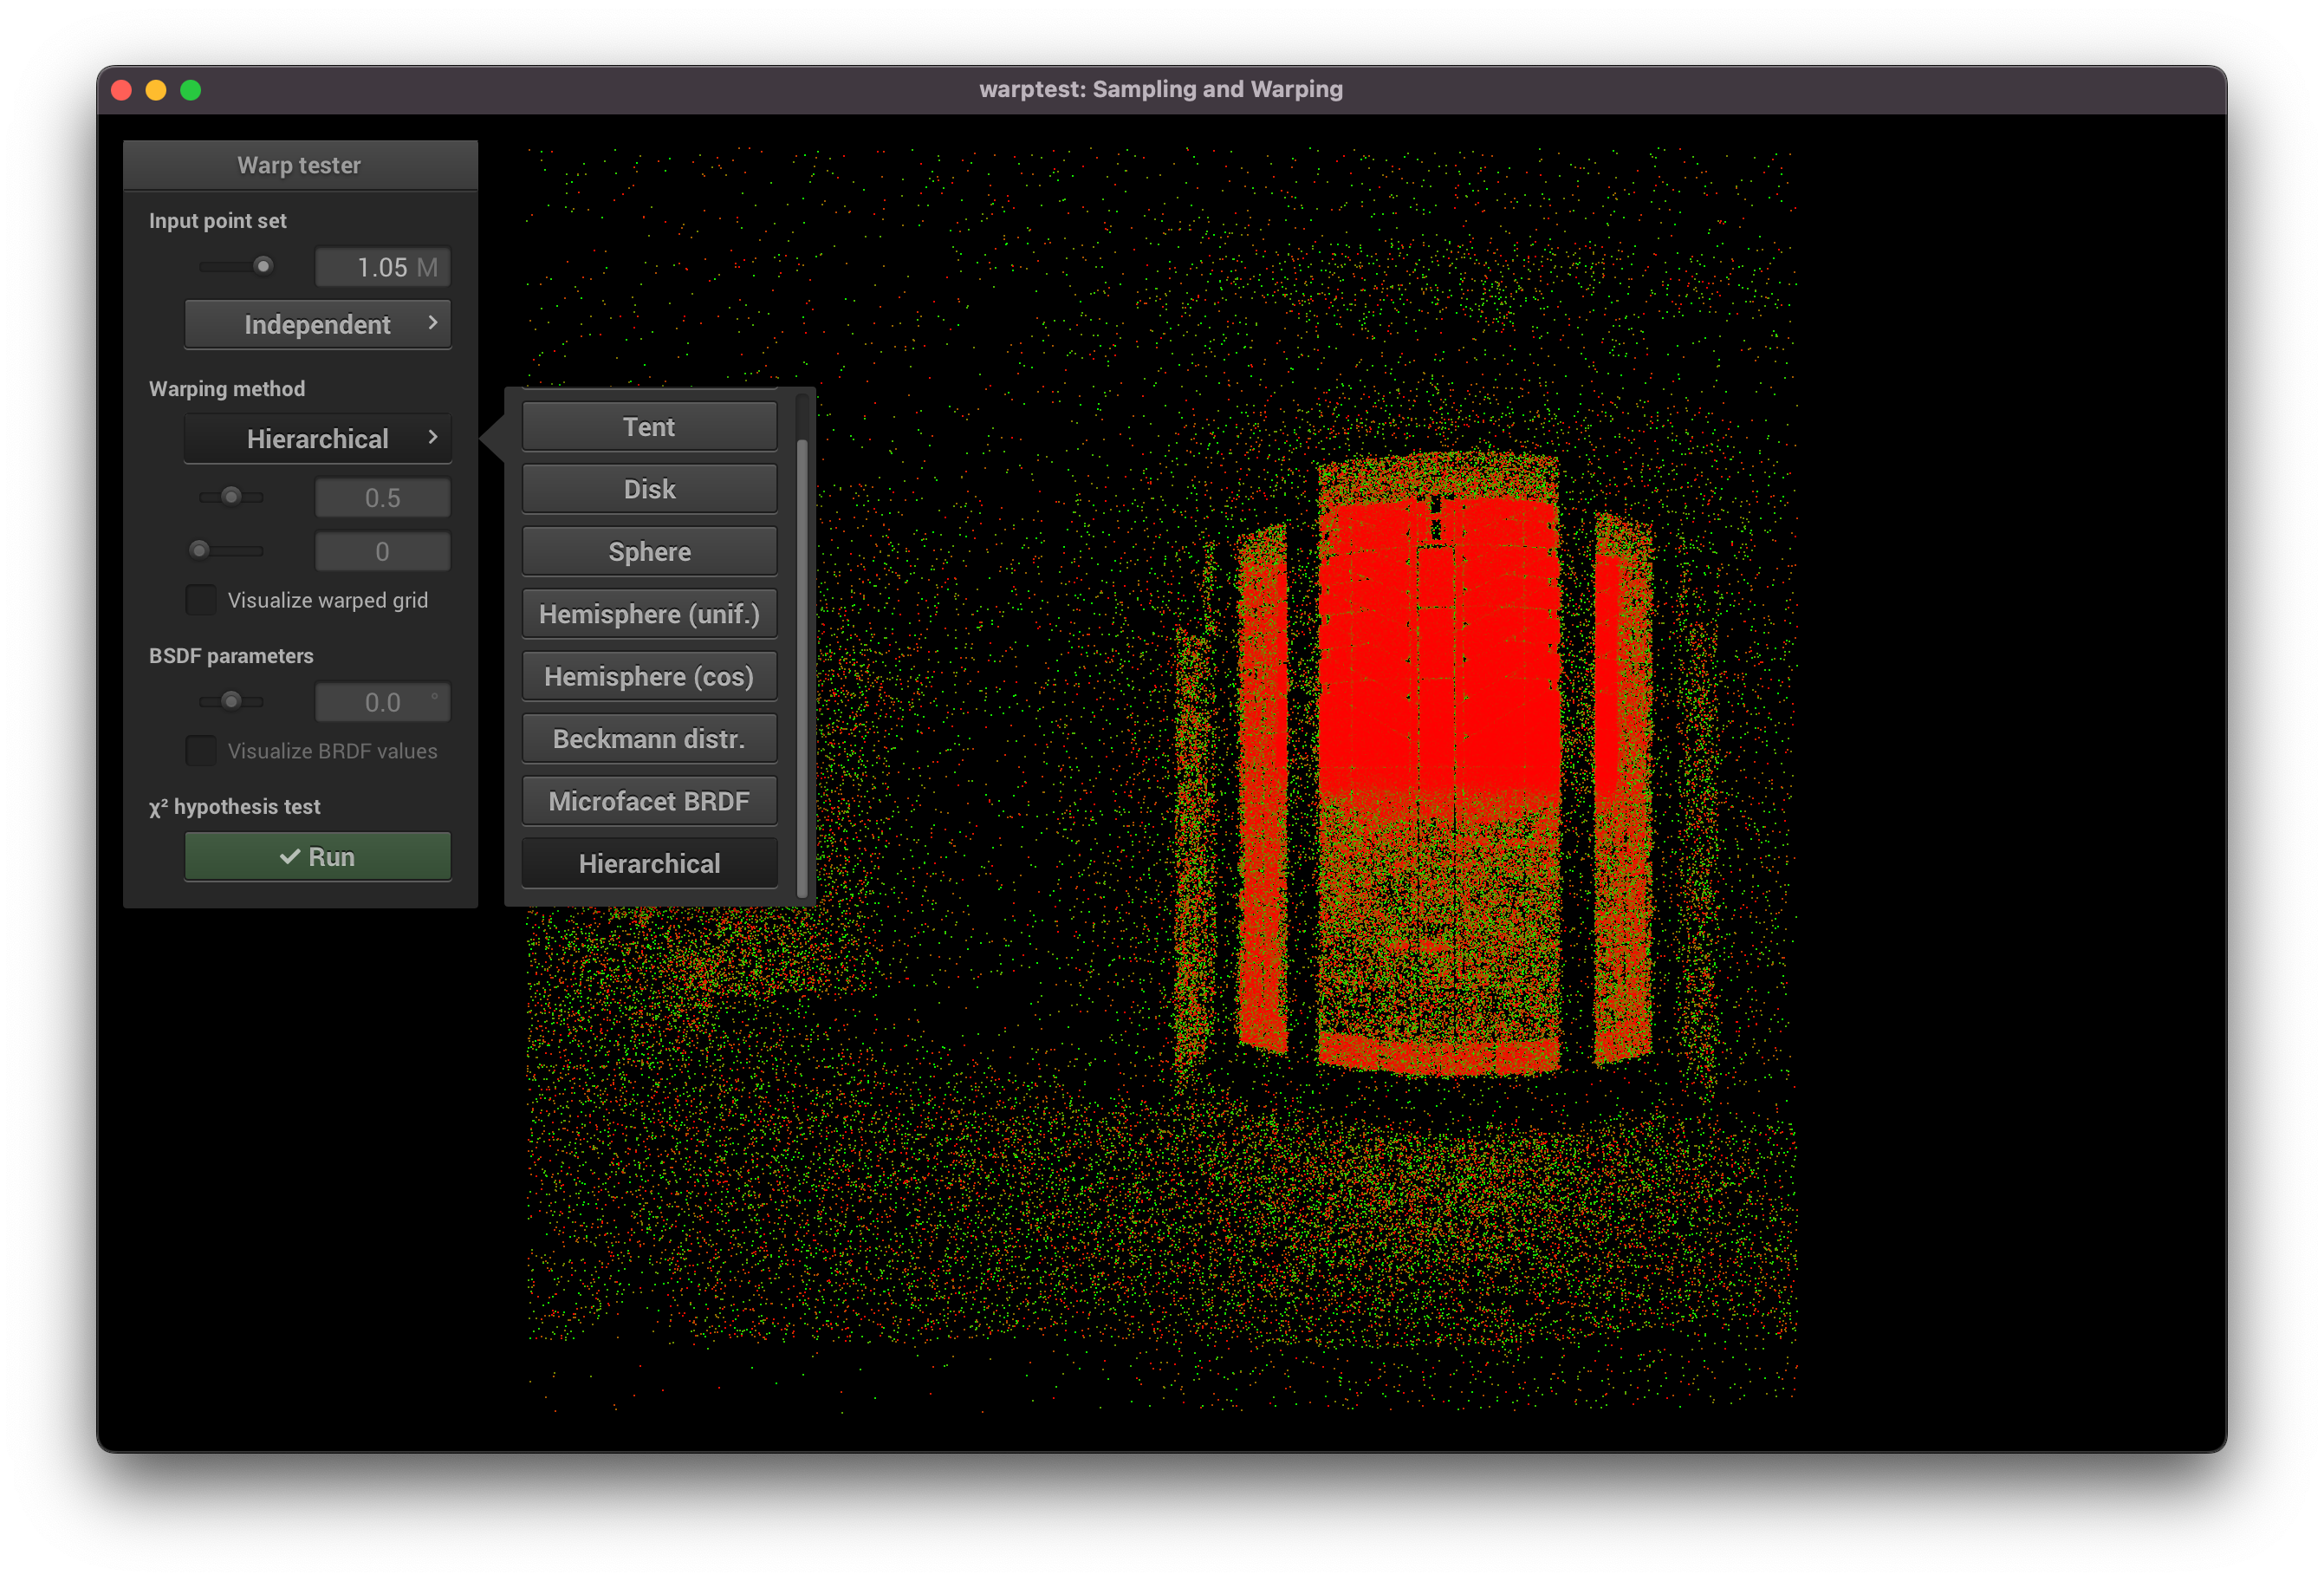 warptest: Sampling and Warping
Warp tester
Input point set
1.05 M
Independent
Warping method
Hierarchical
0.5
0
Visualize warped grid
BSDF parameters
0.0 °
Visualize BRDF values
χ² hypothesis test
Run
Tent
Disk
Sphere
Hemisphere (unif.)
Hemisphere (cos)
Beckmann distr.
Microfacet BRDF
Hierarchical